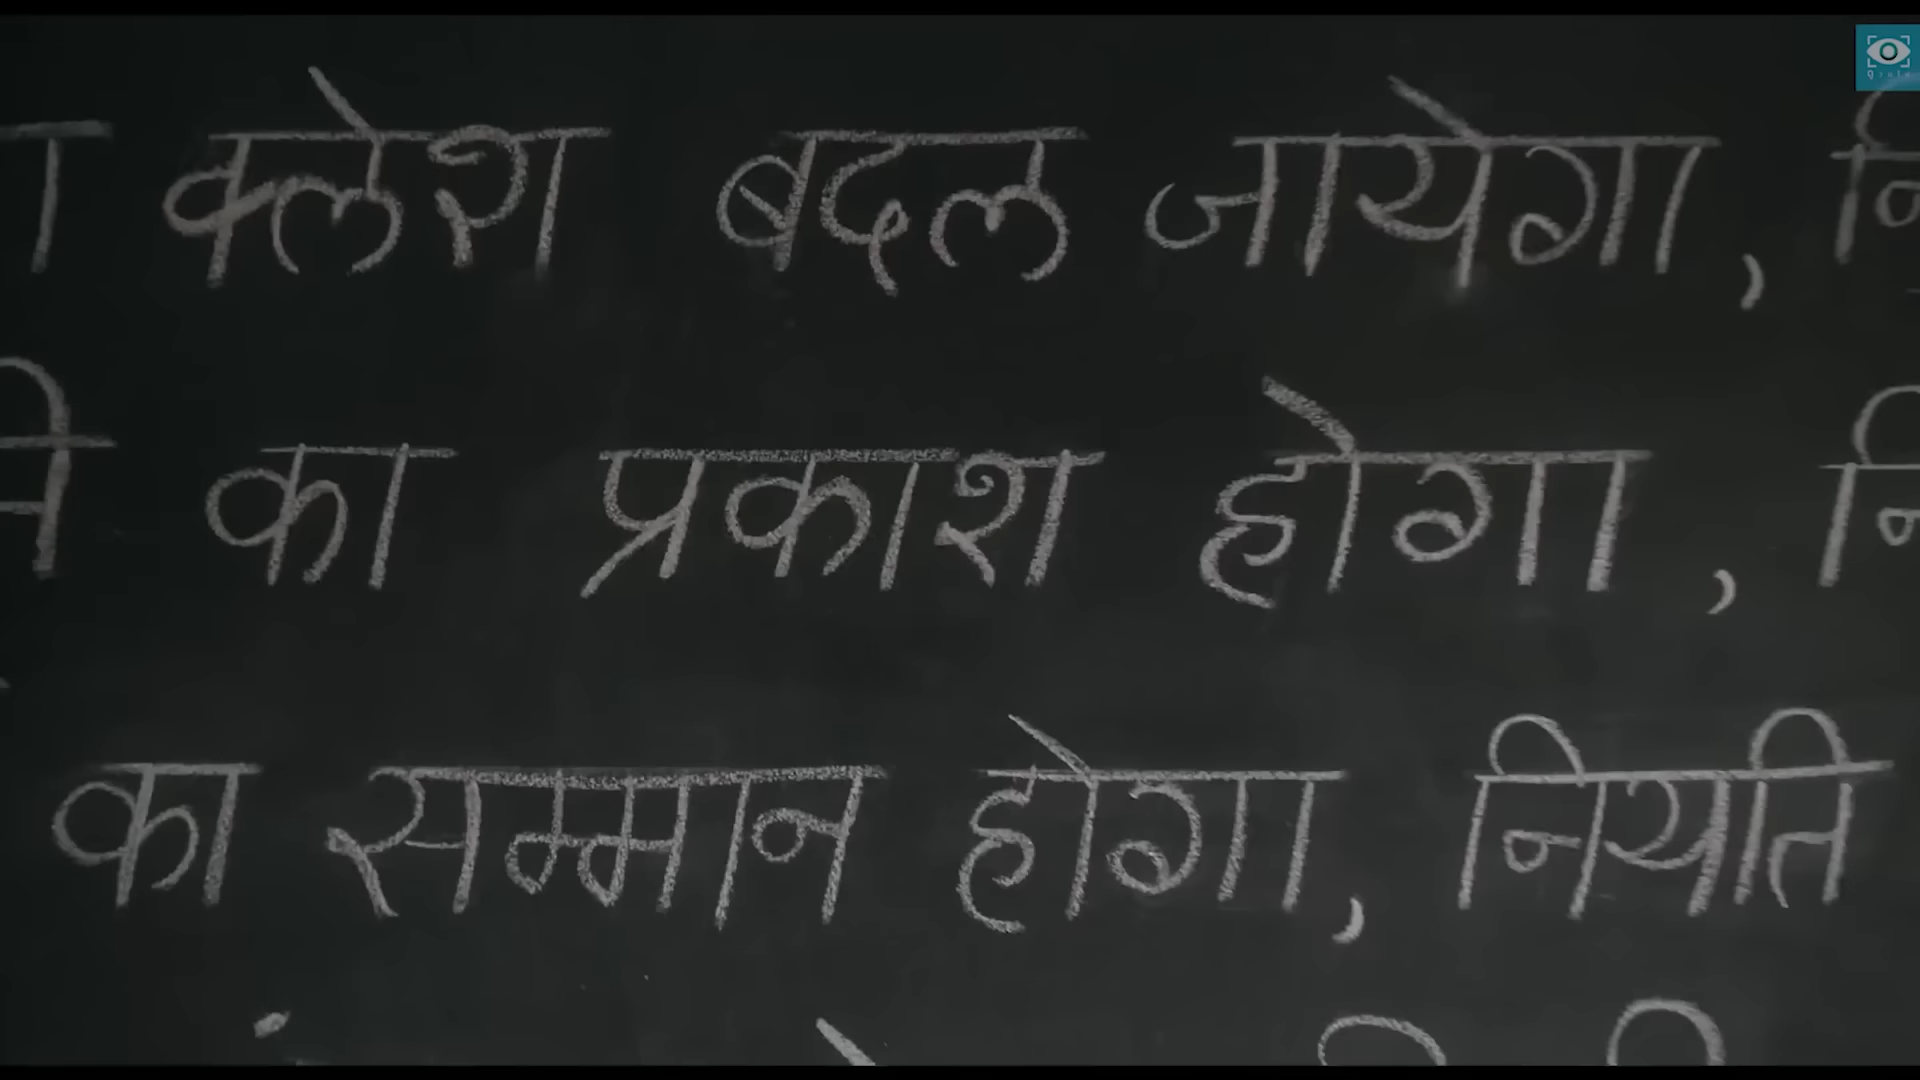 क्लेश बदल जायेगा,
का प्रकाश होगा,
का सम्मान होगा, नियति